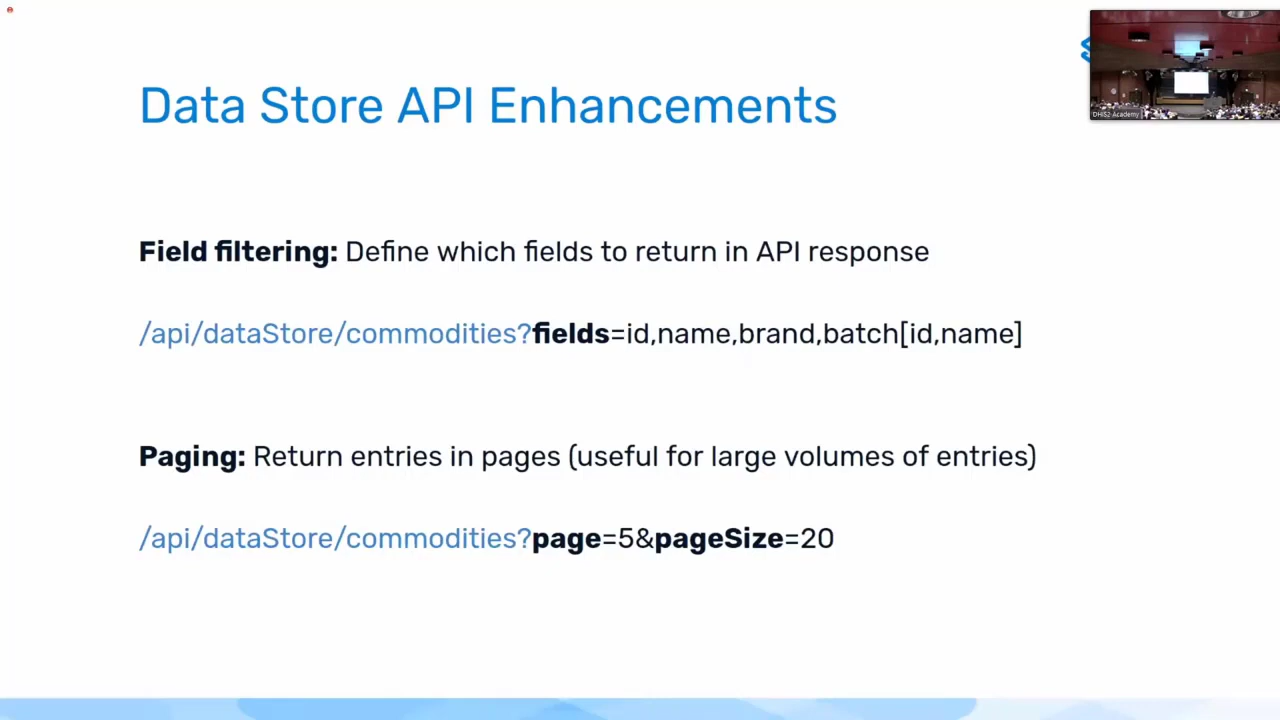 Data Store API Enhancements
DHIS2 Academy
Field filtering: Define which fields to return in API response
/api/dataStore/commodities?fields=id,name,brand,batch[id,name]
Paging: Return entries in pages (useful for large volumes of entries)
/api/dataStore/commodities?page=5&pageSize=20